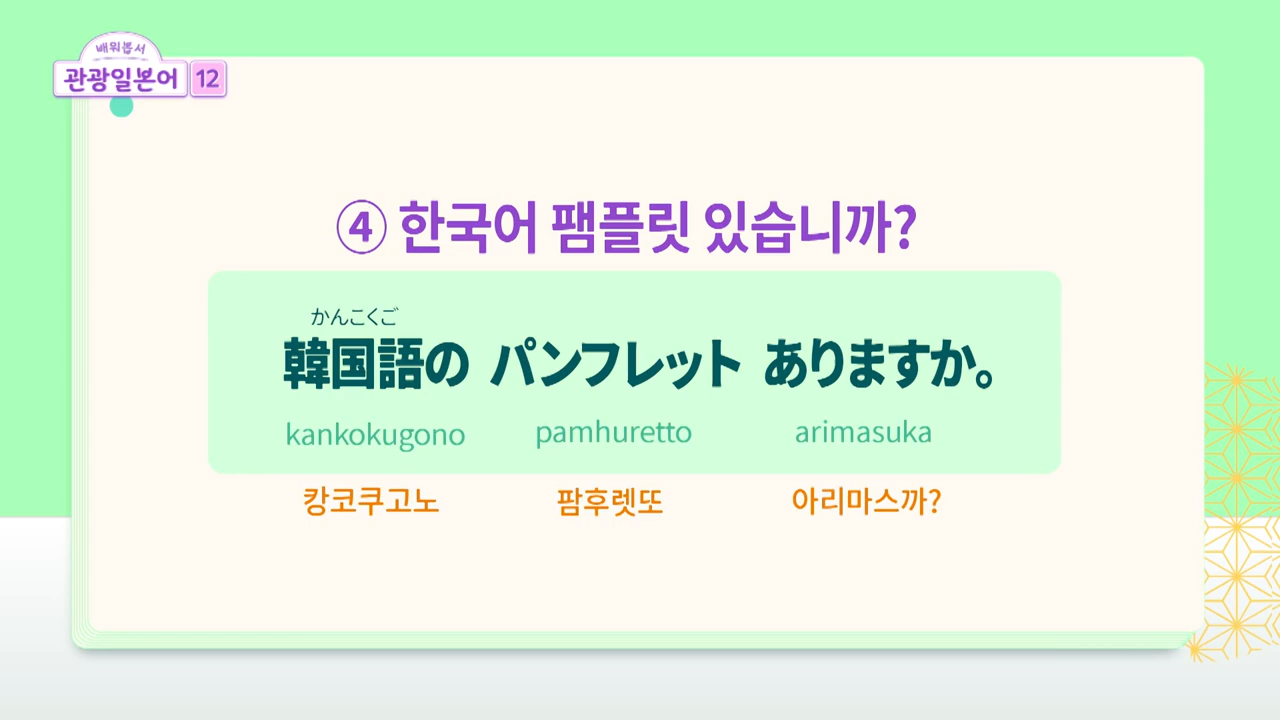 배워봅서
관광일본어 12
④ 한국어 팸플릿 있습니까?
かんこくご
韓国語の パンフレット ありますか。
kankokugono pamhuretto arimasuka
캉코쿠고노 팜후렛또 아리마스까?